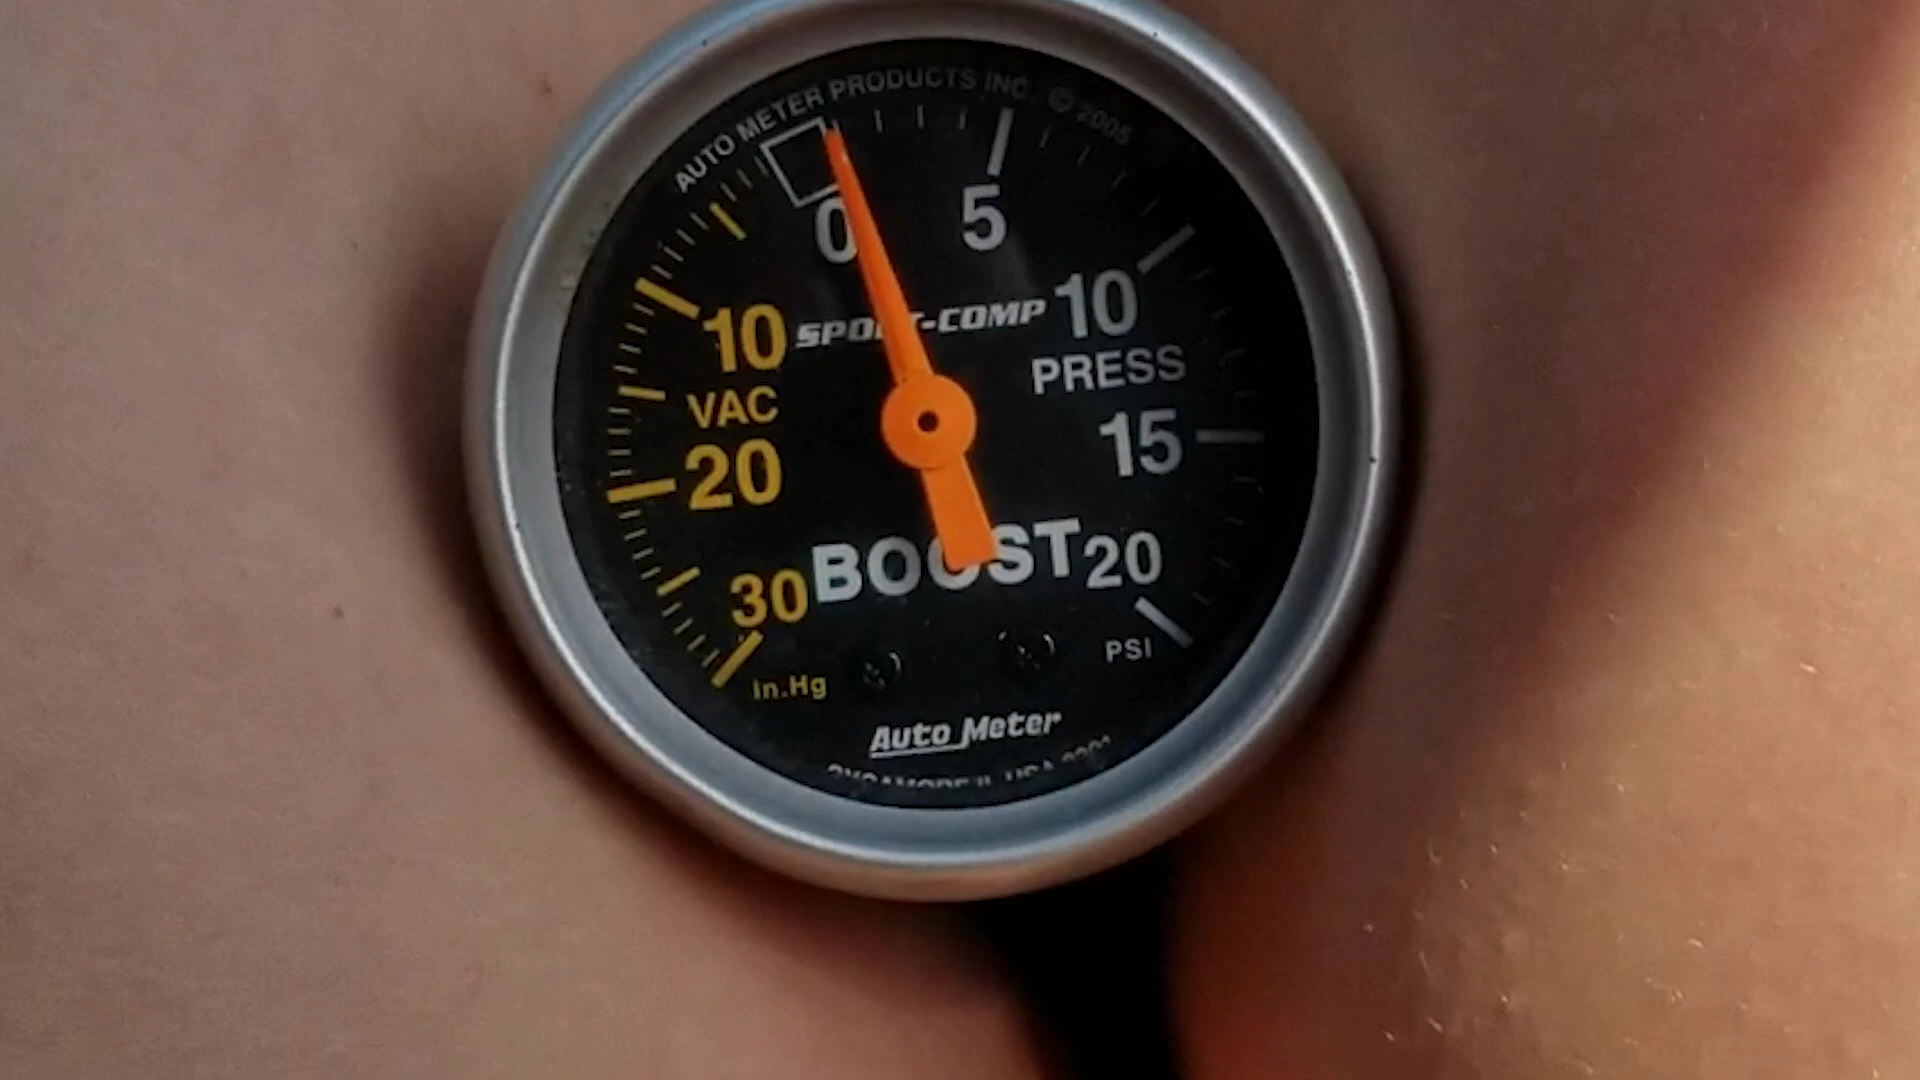 AUTO METER PRODUCTS INC. © 2005
0 5
10 SPORT-COMP 10
PRESS
VAC
20 15
30 BOOST 20
In.Hg PSI
Auto Meter